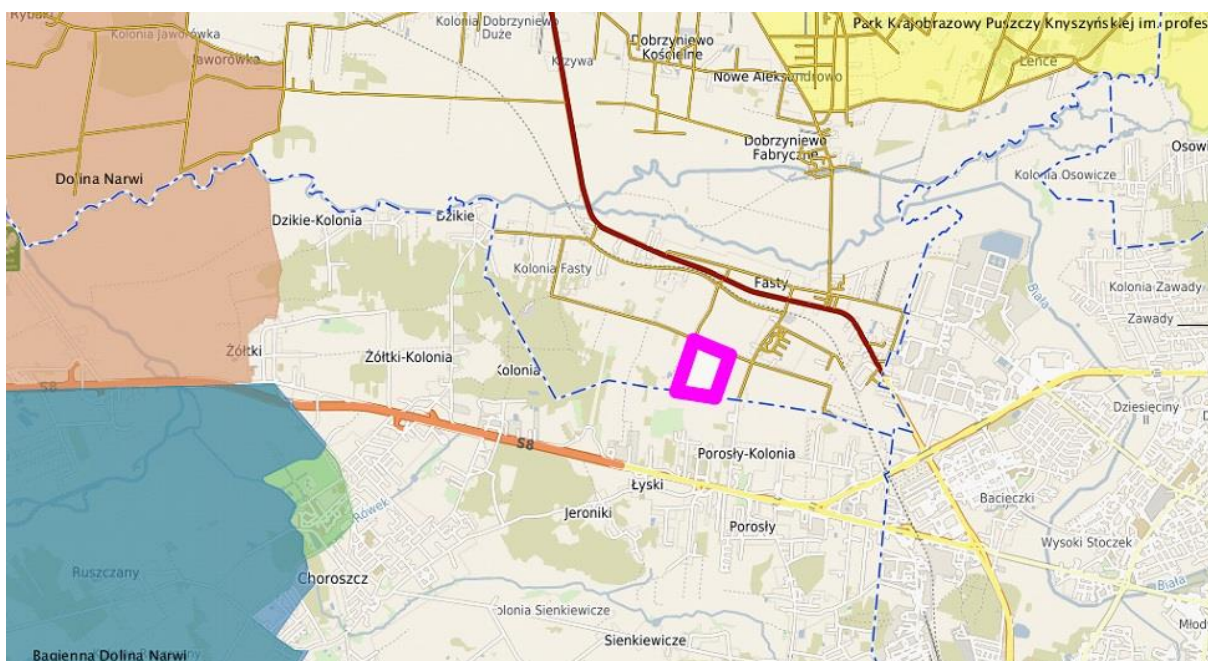 Rybaki
Kolonia Jaworówka
Jaworówka
Kolonia Dobrzyniewo
Duże
Krzywa
Dobrzyniewo
Kościelne
Nowe Aleksandrowo
Park Krajobrazowy Puszczy Knyszyńskiej im. profes
Leńce
Dobrzyniewo
Fabryczne
Osowi
Kolonia Osowicze
Dolina Narwi
Dzikie-Kolonia
Dzikie
Kolonia Fasty
Fasty
Biała
Kolonia Zawady
Zawady
Żółtki
Żółtki-Kolonia
Kolonia
S8
S8
Dziesięciny
II
Porosły-Kolonia
Łyski
Jeroniki
Porosły
Bacieczki
Rówek
Wysoki Stoczek
Ruszczany
Choroszcz
Biała
Kolonia Sienkiewicze
Sienkiewicze
Młod
Bagienna Dolina Narwi